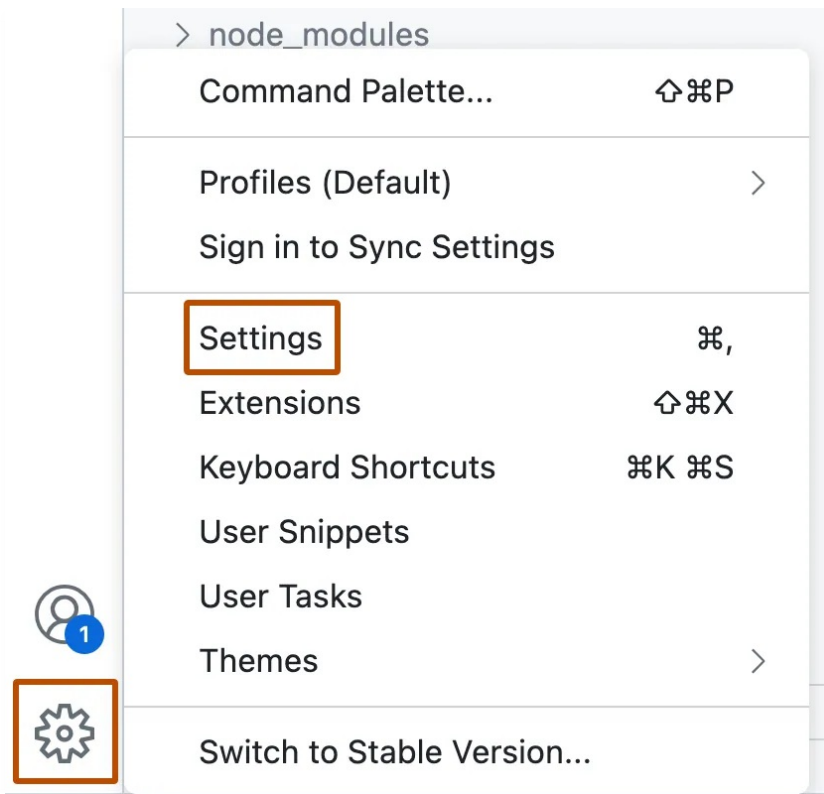 node_modules
Command Palette... ⇧⌘P
Profiles (Default)
Sign in to Sync Settings
Settings ⌘,
Extensions ⇧⌘X
Keyboard Shortcuts ⌘K ⌘S
User Snippets
User Tasks
1
Themes
Switch to Stable Version...